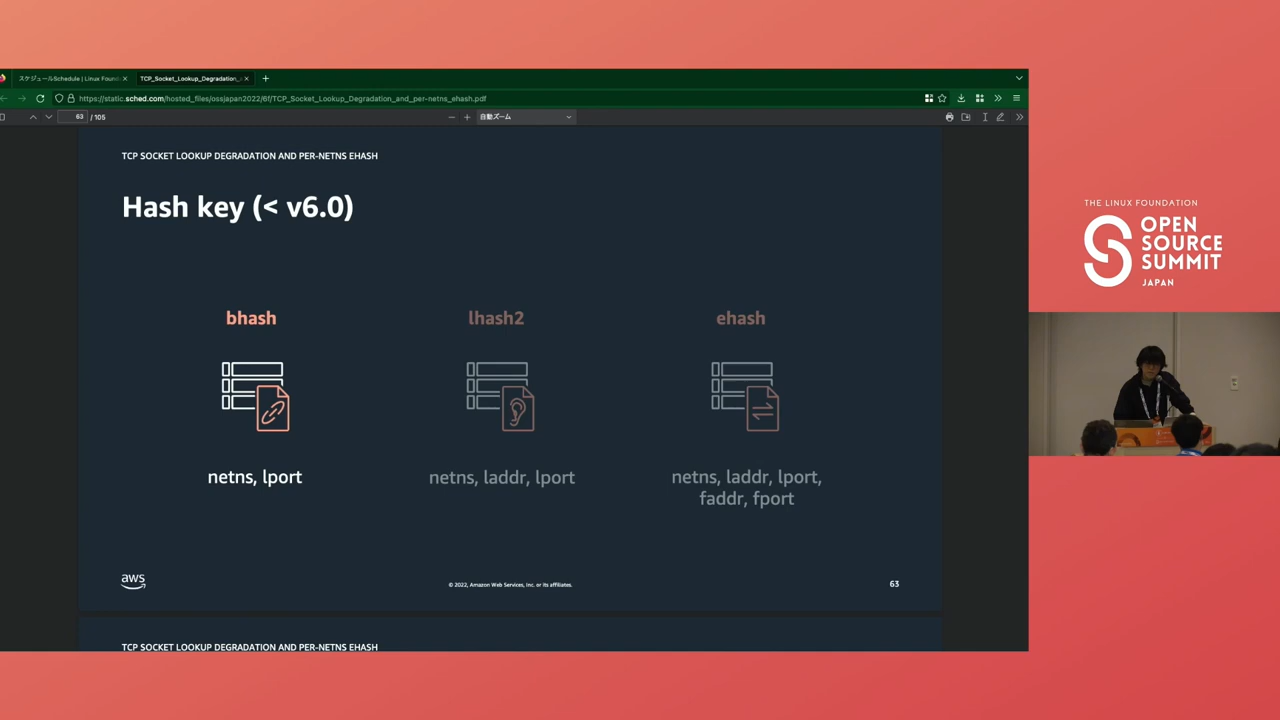 スケジュールSchedule | Linux Found
TCP_Socket_Lookup_Degradation_
https://static.sched.com/hosted_files/ossjapan2022/6f/TCP_Socket_Lookup_Degradation_and_per-netns_ehash.pdf
63 / 105
自動ズーム
TCP SOCKET LOOKUP DEGRADATION AND PER-NETNS EHASH
Hash key (< v6.0)
bhash
lhash2
ehash
netns, lport
netns, laddr, lport
netns, laddr, lport,
faddr, fport
aws
© 2022, Amazon Web Services, Inc. or its affiliates.
63
TCP SOCKET LOOKUP DEGRADATION AND PER-NETNS EHASH
THE LINUX FOUNDATION
OPEN
SOURCE
SUMMIT
JAPAN